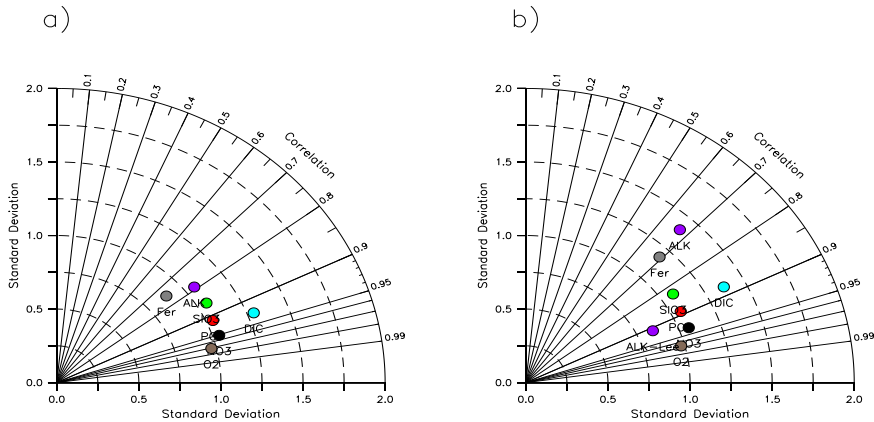 a)
2.0
1.5
1.0
0.5
0.0
Standard Deviation
0.0 0.5 1.0 1.5 2.0
Standard Deviation
0.1 0.2 0.3 0.4 0.5 0.6 0.7 0.8 0.9 0.95 0.99
Correlation
ALK
Fer
DIC
O2
b)
2.0
1.5
1.0
0.5
0.0
Standard Deviation
0.0 0.5 1.0 1.5 2.0
Standard Deviation
0.1 0.2 0.3 0.4 0.5 0.6 0.7 0.8 0.9 0.95 0.99
Correlation
ALK
Fer
DIC
ALK-Lee
O2